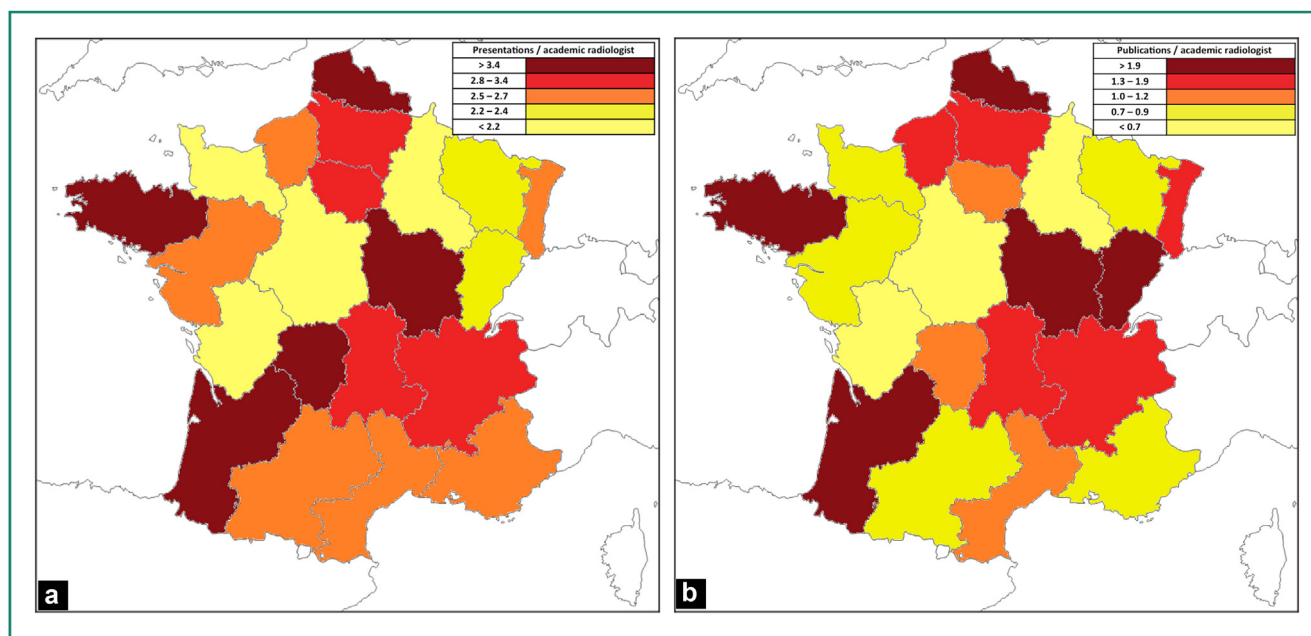 Presentations / academic radiologist
> 3.4
2.8 – 3.4
2.5 – 2.7
2.2 – 2.4
< 2.2
a
Publications / academic radiologist
> 1.9
1.3 – 1.9
1.0 – 1.2
0.7 – 0.9
< 0.7
b